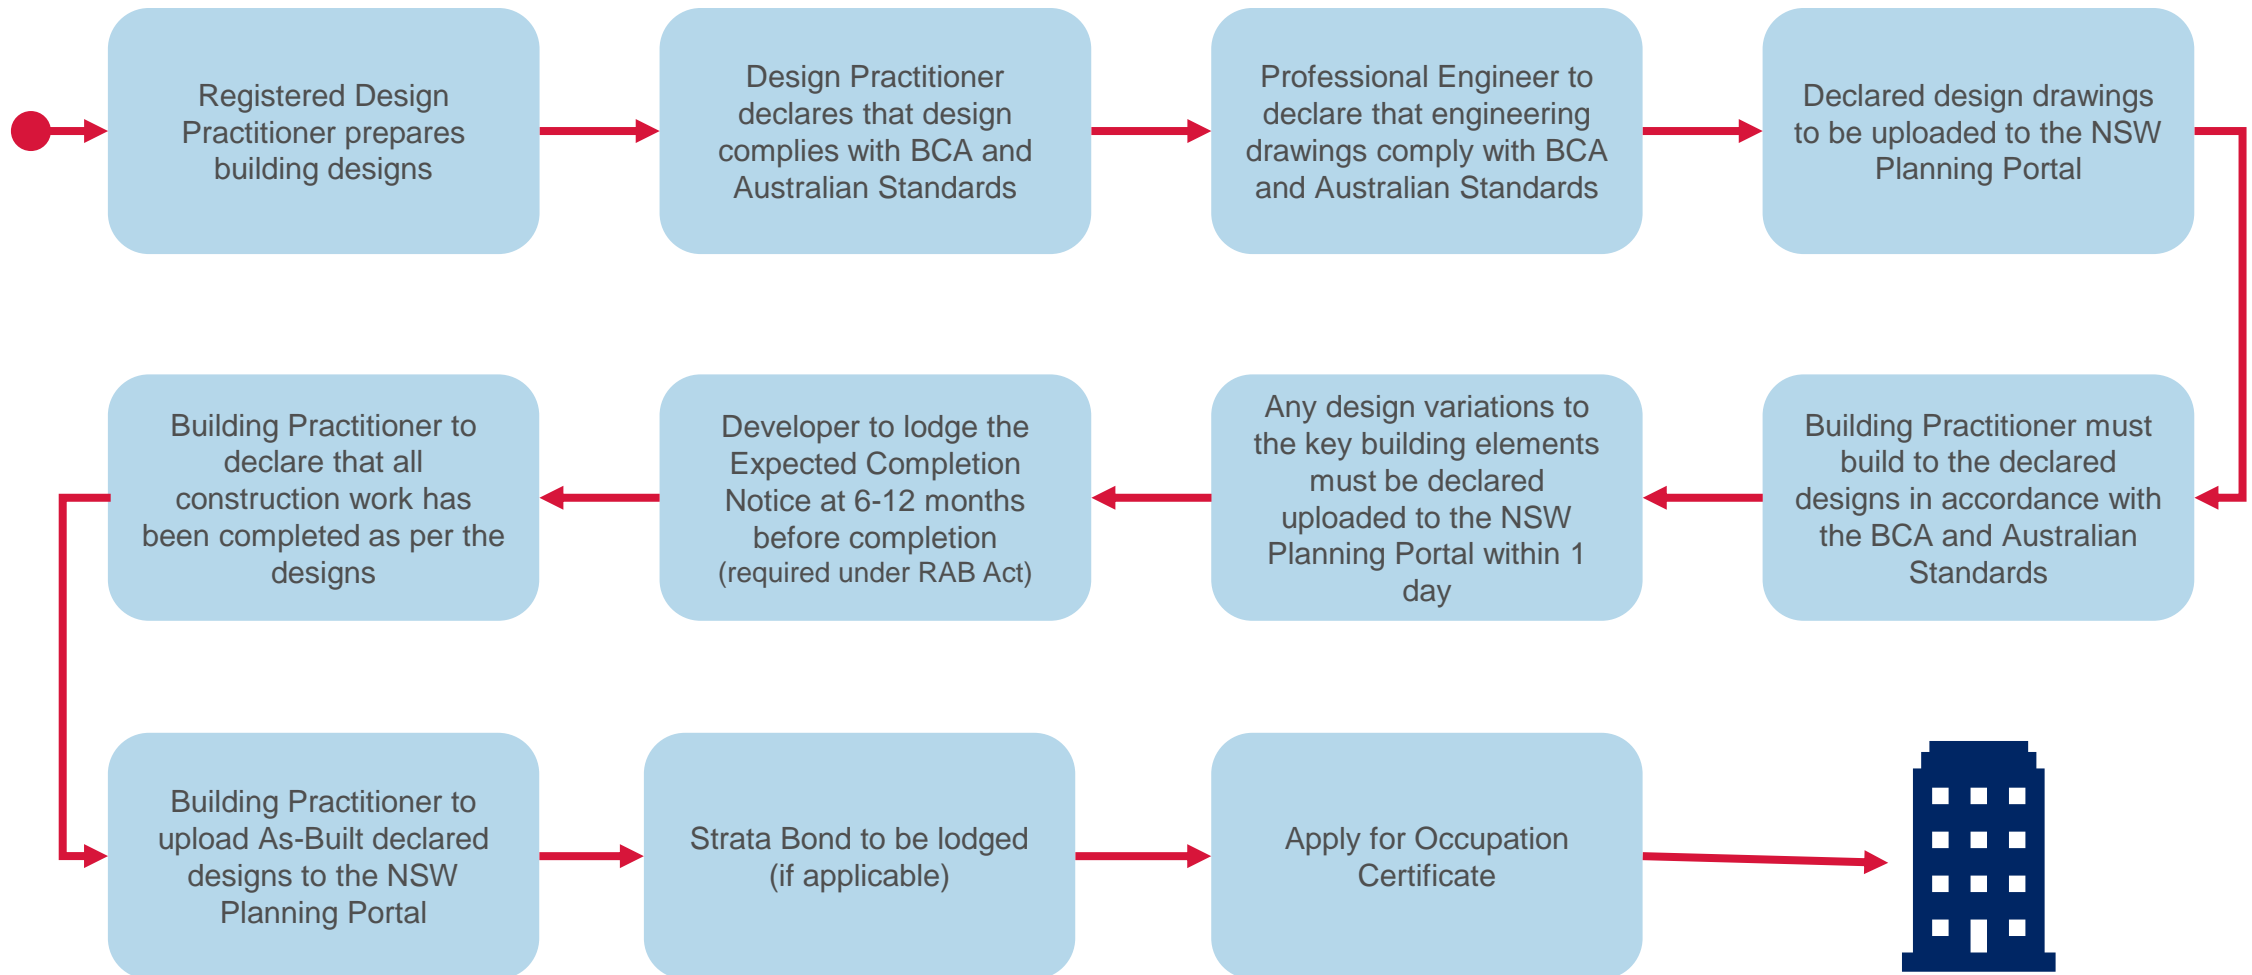 Registered Design
Practitioner prepares
building designs
Design Practitioner
declares that design
complies with BCA and
Australian Standards
Professional Engineer to
declare that engineering
drawings comply with BCA
and Australian Standards
Declared design drawings
to be uploaded to the NSW
Planning Portal
Building Practitioner must
build to the declared
designs in accordance with
the BCA and Australian
Standards
Any design variations to
the key building elements
must be declared
uploaded to the NSW
Planning Portal within 1
day
Developer to lodge the
Expected Completion
Notice at 6-12 months
before completion
(required under RAB Act)
Building Practitioner to
declare that all
construction work has
been completed as per the
designs
Building Practitioner to
upload As-Built declared
designs to the NSW
Planning Portal
Strata Bond to be lodged
(if applicable)
Apply for Occupation
Certificate